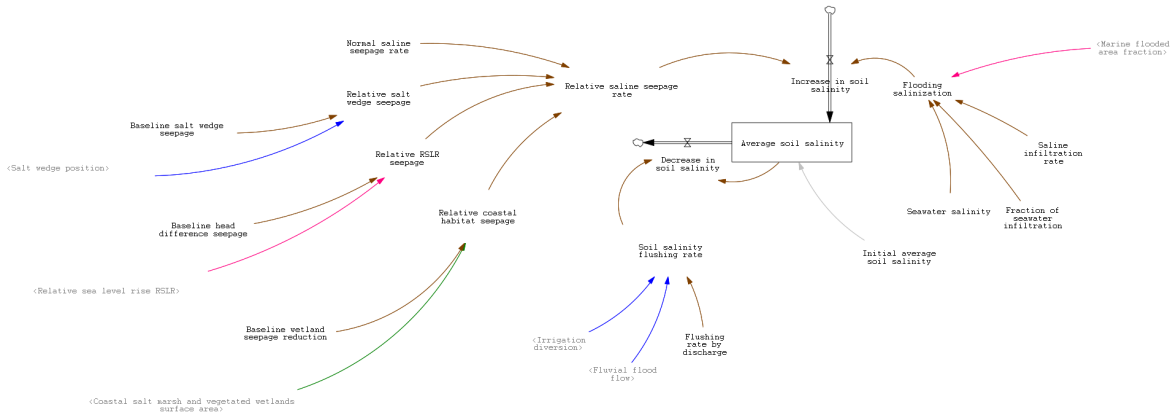 Normal saline
seepage rate
<Marine flooded
area fraction>
Relative saline seepage
rate
Increase in soil
salinity
Flooding
salinization
Relative salt
wedge seepage
Baseline salt wedge
seepage
<Salt wedge position>
Relative RSLR
seepage
Average soil salinity
Decrease in
soil salinity
Saline
infiltration
rate
Baseline head
difference seepage
Relative coastal
habitat seepage
Seawater salinity
Fraction of
seawater
infiltration
Soil salinity
flushing rate
Initial average
soil salinity
<Relative sea level rise RSLR>
Baseline wetland
seepage reduction
<Irrigation
diversion>
Flushing
rate by
discharge
<Fluvial flood
flow>
<Coastal salt marsh and vegetated vetlands
surface area>